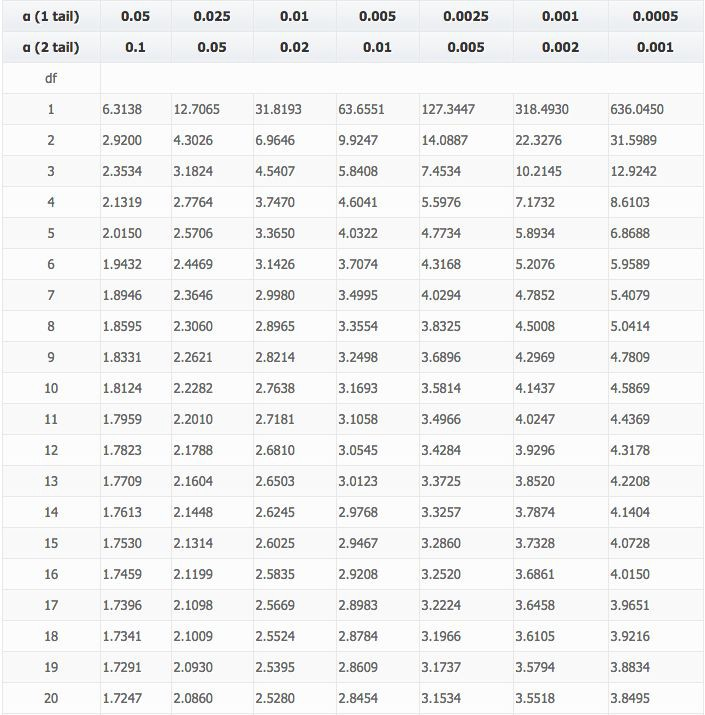 α (1 tail) 0.05 0.025 0.01 0.005 0.0025 0.001 0.0005
α (2 tail) 0.1 0.05 0.02 0.01 0.005 0.002 0.001
df
1 6.3138 12.7065 31.8193 63.6551 127.3447 318.4930 636.0450
2 2.9200 4.3026 6.9646 9.9247 14.0887 22.3276 31.5989
3 2.3534 3.1824 4.5407 5.8408 7.4534 10.2145 12.9242
4 2.1319 2.7764 3.7470 4.6041 5.5976 7.1732 8.6103
5 2.0150 2.5706 3.3650 4.0322 4.7734 5.8934 6.8688
6 1.9432 2.4469 3.1426 3.7074 4.3168 5.2076 5.9589
7 1.8946 2.3646 2.9980 3.4995 4.0294 4.7852 5.4079
8 1.8595 2.3060 2.8965 3.3554 3.8325 4.5008 5.0414
9 1.8331 2.2621 2.8214 3.2498 3.6896 4.2969 4.7809
10 1.8124 2.2282 2.7638 3.1693 3.5814 4.1437 4.5869
11 1.7959 2.2010 2.7181 3.1058 3.4966 4.0247 4.4369
12 1.7823 2.1788 2.6810 3.0545 3.4284 3.9296 4.3178
13 1.7709 2.1604 2.6503 3.0123 3.3725 3.8520 4.2208
14 1.7613 2.1448 2.6245 2.9768 3.3257 3.7874 4.1404
15 1.7530 2.1314 2.6025 2.9467 3.2860 3.7328 4.0728
16 1.7459 2.1199 2.5835 2.9208 3.2520 3.6861 4.0150
17 1.7396 2.1098 2.5669 2.8983 3.2224 3.6458 3.9651
18 1.7341 2.1009 2.5524 2.8784 3.1966 3.6105 3.9216
19 1.7291 2.0930 2.5395 2.8609 3.1737 3.5794 3.8834
20 1.7247 2.0860 2.5280 2.8454 3.1534 3.5518 3.8495